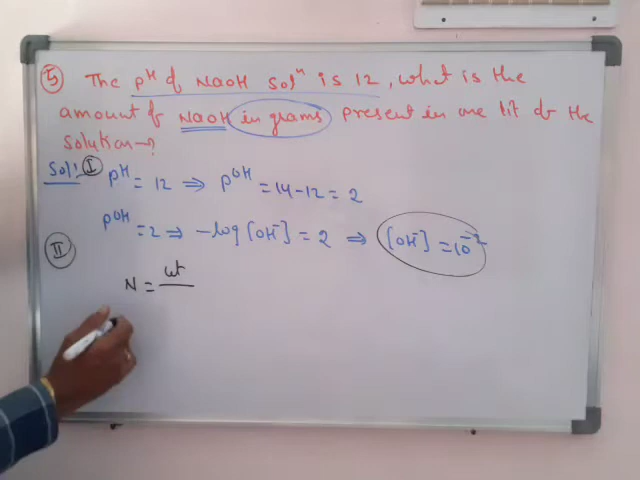 ⑤ The pH of NaOH Solⁿ is 12, what is the
amount of NaOH in grams present in one lit of the
solution→?
Sol: Ⓘ pH = 12 ⇒ pOH = 14-12 = 2
pOH = 2 ⇒ -log[OH⁻] = 2 ⇒ [OH⁻] = 10⁻²
II
N = wt